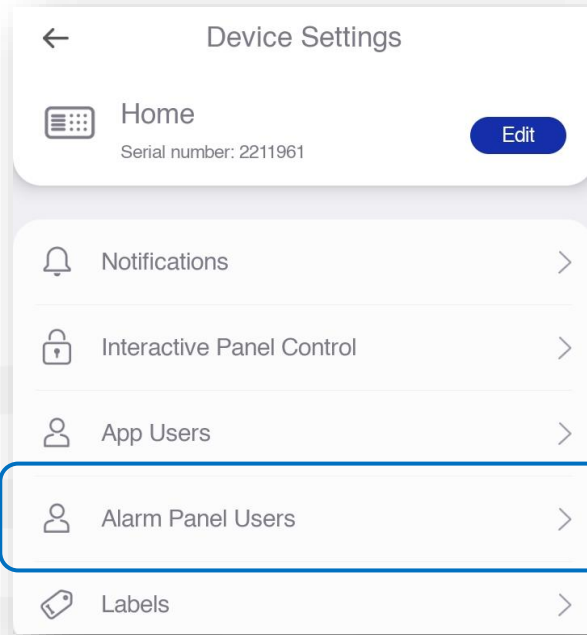 Device Settings
Home
Edit
Serial number: 2211961
Notifications
Interactive Panel Control
App Users
Alarm Panel Users
Labels